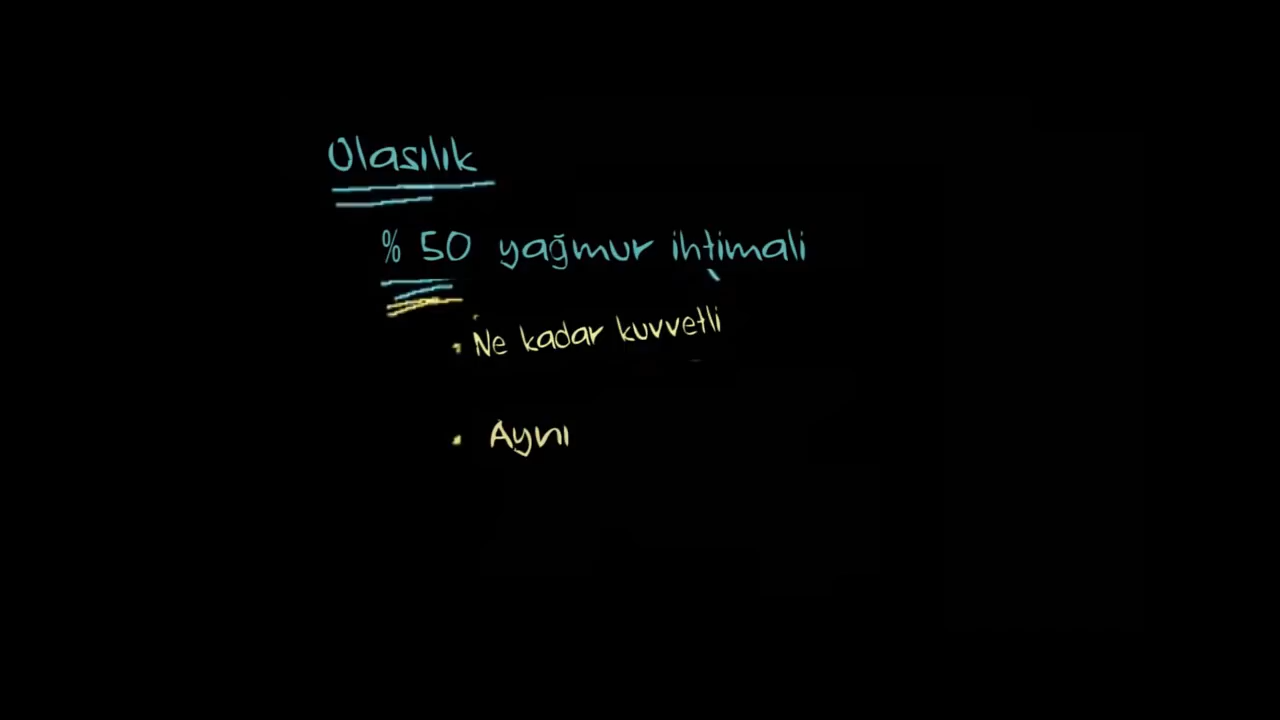 Olasılık
% 50 yağmur ihtimali
• Ne kadar kuvvetli
• Aynı